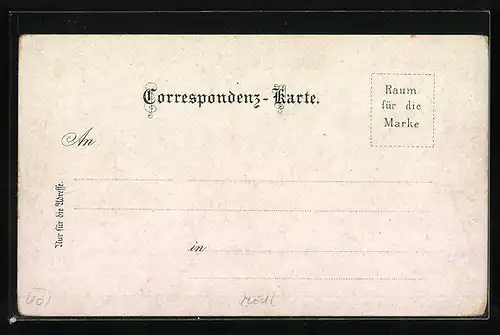 Correspondenz-Karte.
Raum
für die
Marke
An
Nur für die Adresse.
in